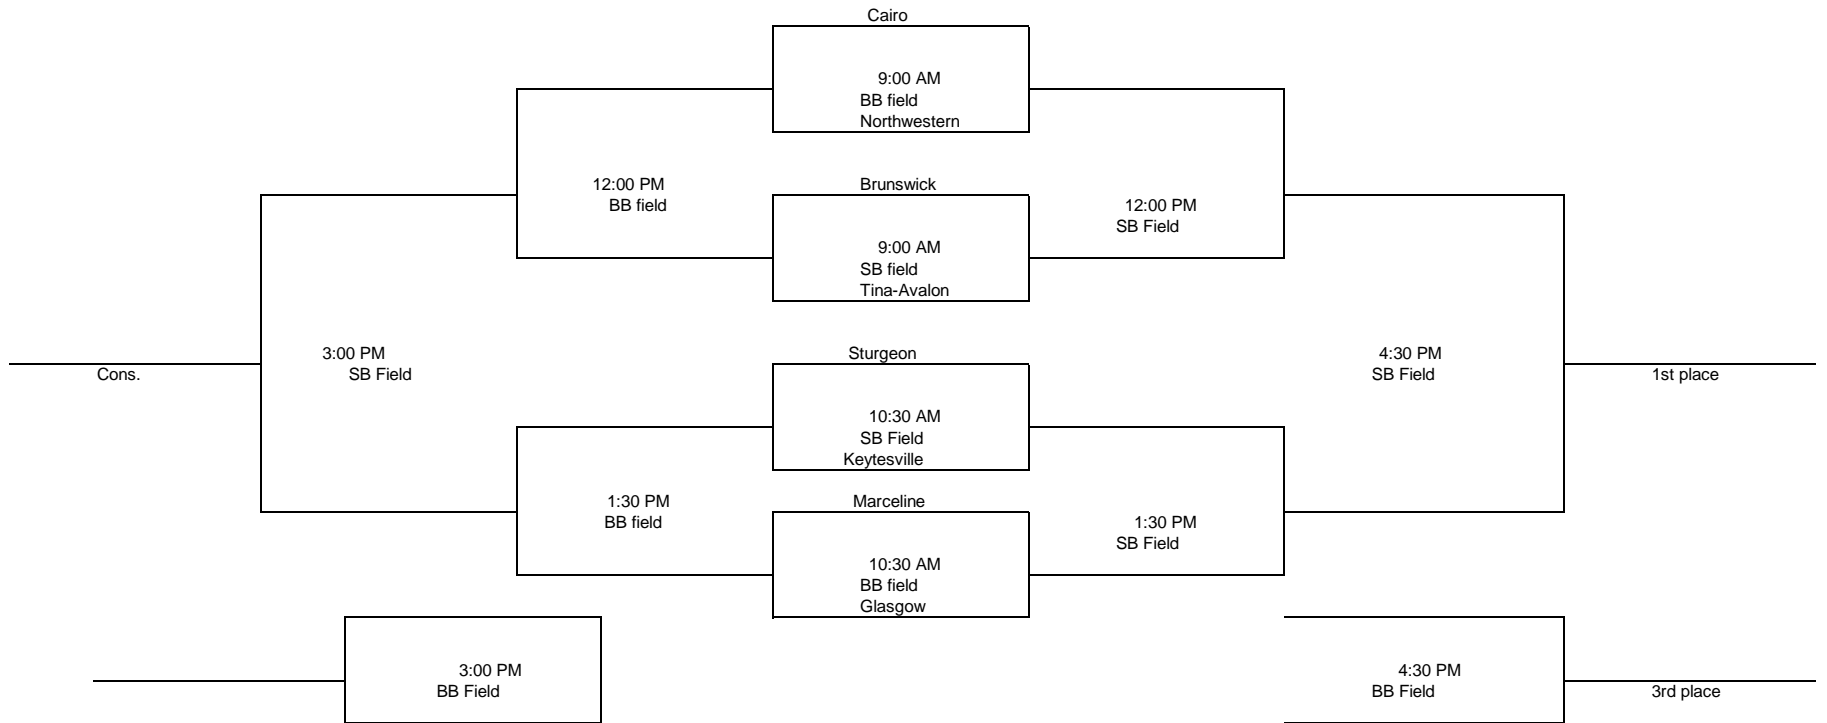 Cairo
9:00 AM
BB field
Northwestern
12:00 PM
BB field
Brunswick
12:00 PM
SB Field
9:00 AM
SB field
Tina-Avalon
3:00 PM
SB Field
Cons.
Sturgeon
4:30 PM
SB Field
1st place
10:30 AM
SB Field
Keytesville
1:30 PM
BB field
Marceline
1:30 PM
SB Field
10:30 AM
BB field
Glasgow
3:00 PM
BB Field
4:30 PM
BB Field
3rd place